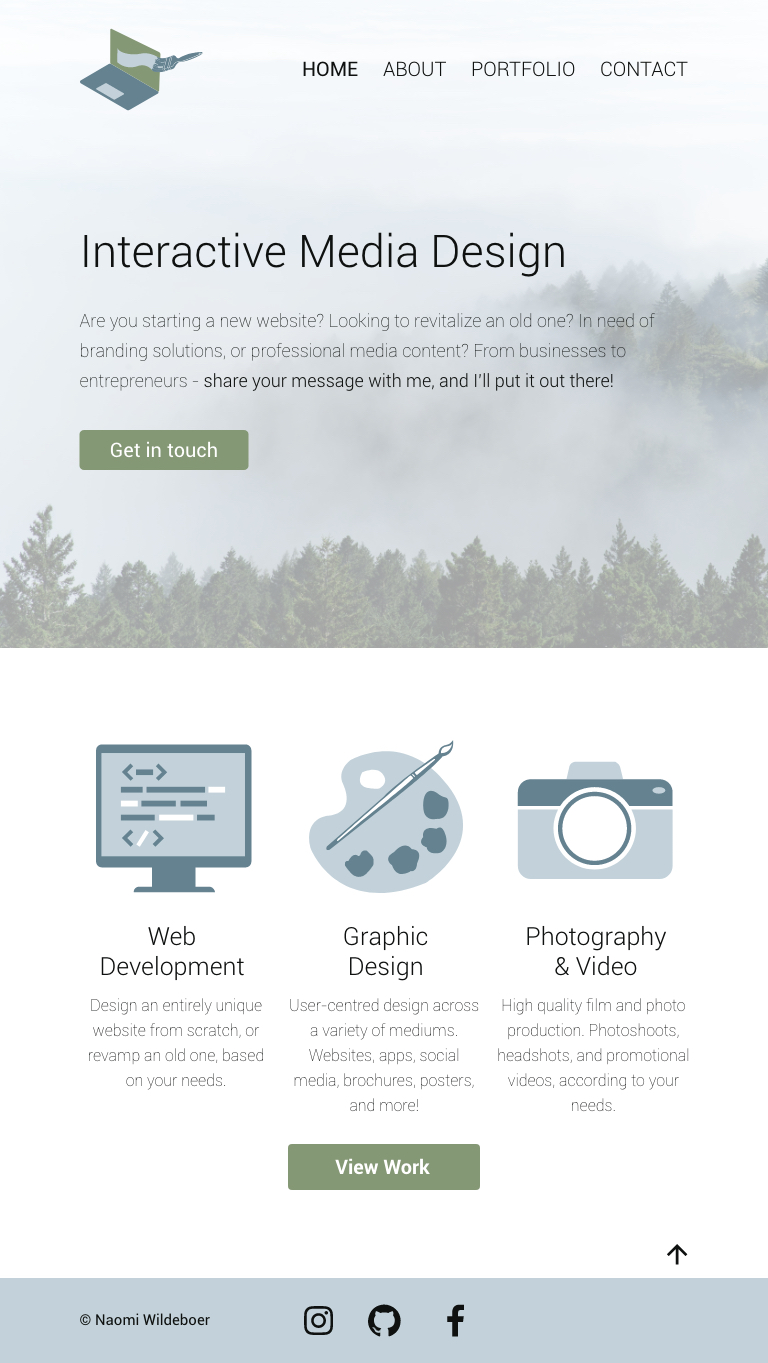 HOME ABOUT PORTFOLIO CONTACT
Interactive Media Design
Are you starting a new website? Looking to revitalize an old one? In need of
branding solutions, or professional media content? From businesses to
entrepreneurs - share your message with me, and I'll put it out there!
Get in touch
Web
Development
Design an entirely unique
website from scratch, or
revamp an old one, based
on your needs.
Graphic
Design
User-centred design across
a variety of mediums.
Websites, apps, social
media, brochures, posters,
and more!
Photography
& Video
High quality film and photo
production. Photoshoots,
headshots, and promotional
videos, according to your
needs.
View Work
© Naomi Wildeboer